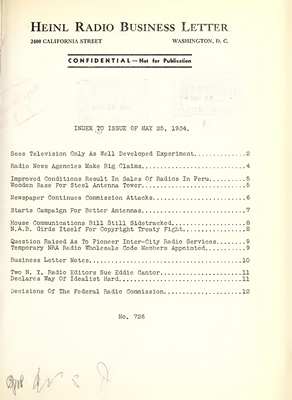 HEINL RADIO BUSINESS LETTER
2400 CALIFORNIA STREET WASHINGTON, D. C.
CONFIDENTIAL—Not for Publication
INDEX TO ISSUE OF MAY 25, 1934.
Sees Television Only As Well Developed Experiment..............2
Radio News Agencies Make Big Claims............................4
Improved Conditions Result In Sales Of Radios In Peru..........5
Wooden Base For Steel Antenna Tower............................5
Newspaper Continues Commission Attacks.........................6
Starts Campaign For Better Antennas............................7
House Communications Bill Still Sidetracked....................8
N.A.B. Girds Itself For Copyright Treaty Fight.................8
Question Raised As To Pioneer Inter-City Radio Services........9
Temporary NRA Radio Wholesale Code Members Appointed...........9
Business Letter Notes.........................................10
Two N. Y. Radio Editors Sue Eddie Cantor......................11
Declares Way Of Idealist Hard.................................11
Decisions Of The Federal Radio Commission.....................12
No. 726